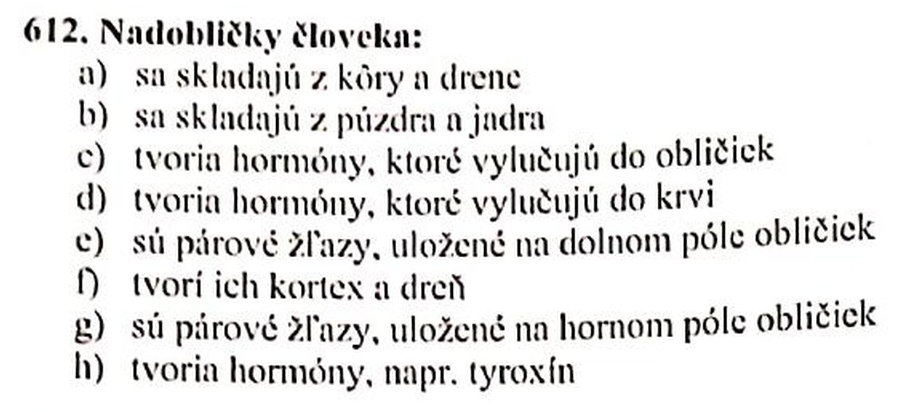 612. Nadobličky človeka:
a) sa skladajú z kôry a drene
b) sa skladajú z púzdra a jadra
c) tvoria hormóny, ktoré vylučujú do obličiek
d) tvoria hormóny, ktoré vylučujú do krvi
e) sú párové žľazy, uložené na dolnom póle obličiek
f) tvorí ich kortex a dreň
g) sú párové žľazy, uložené na hornom póle obličiek
h) tvoria hormóny, napr. tyroxín